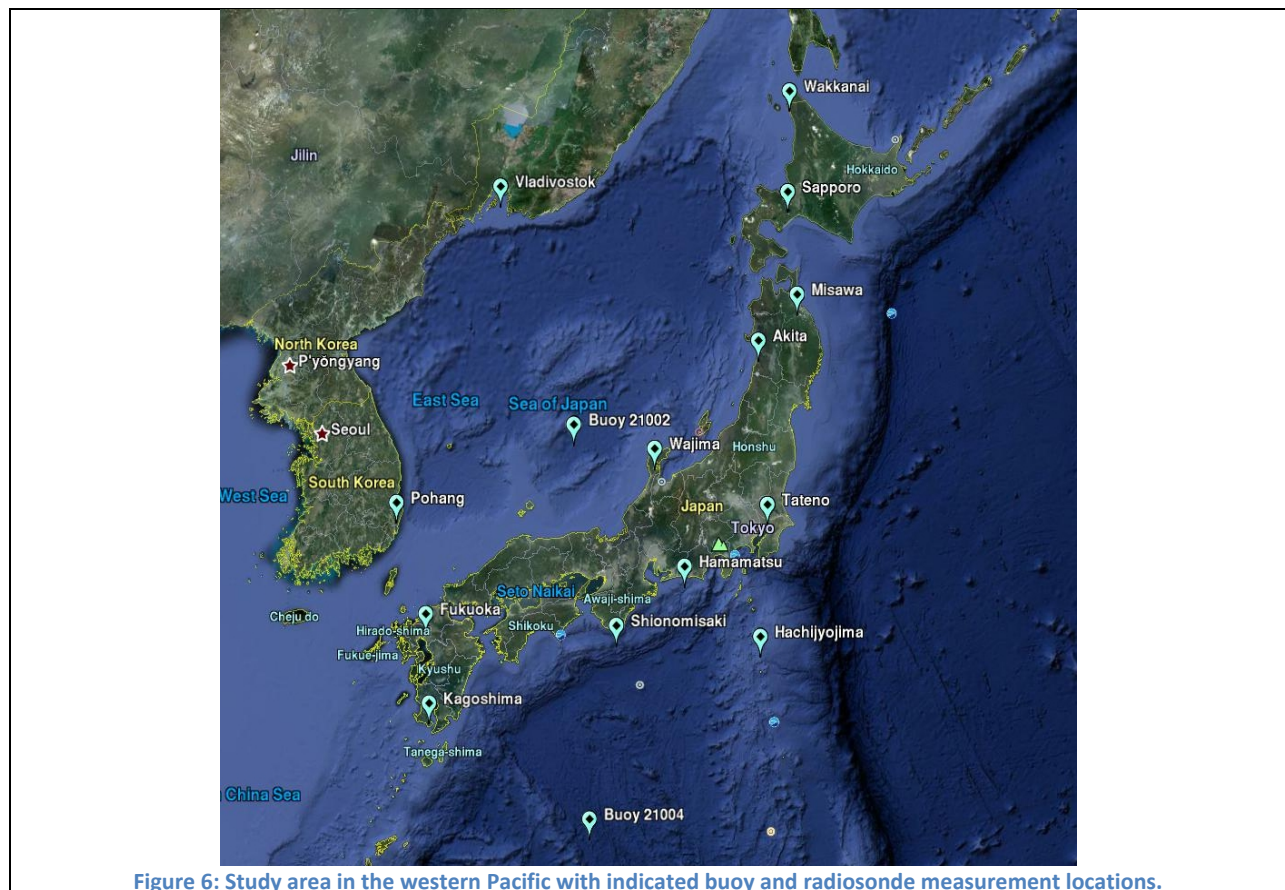 Wakkanai
Jilin
Hokkaido
Vladivostok
Sapporo
Misawa
Akita
North Korea
P'yŏngyang
East Sea
Sea of Japan
Buoy 21002
Seoul
Wajima
Honshu
South Korea
West Sea
Pohang
Japan
Tateno
Tokyo
Hamamatsu
Seto Naikai
Awaji-shima
Cheju do
Fukuoka
Hirado-shima
Shikoku
Shionomisaki
Hachijyojima
Fukue-jima
Kyushu
Kagoshima
Tanega-shima
China Sea
Buoy 21004
Figure 6: Study area in the western Pacific with indicated buoy and radiosonde measurement locations.